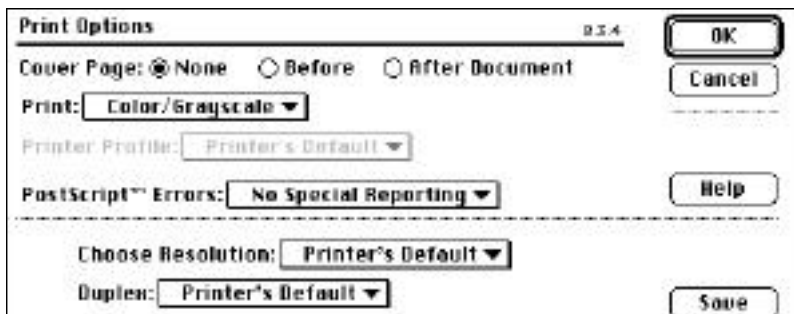 Print Options 8.5.4
OK
Cover Page: None Before After Document
Cancel
Print: Color/Grayscale
Printer Profile: Printer's Default
PostScript™ Errors: No Special Reporting
Help
Choose Resolution: Printer's Default
Duplex: Printer's Default
Save